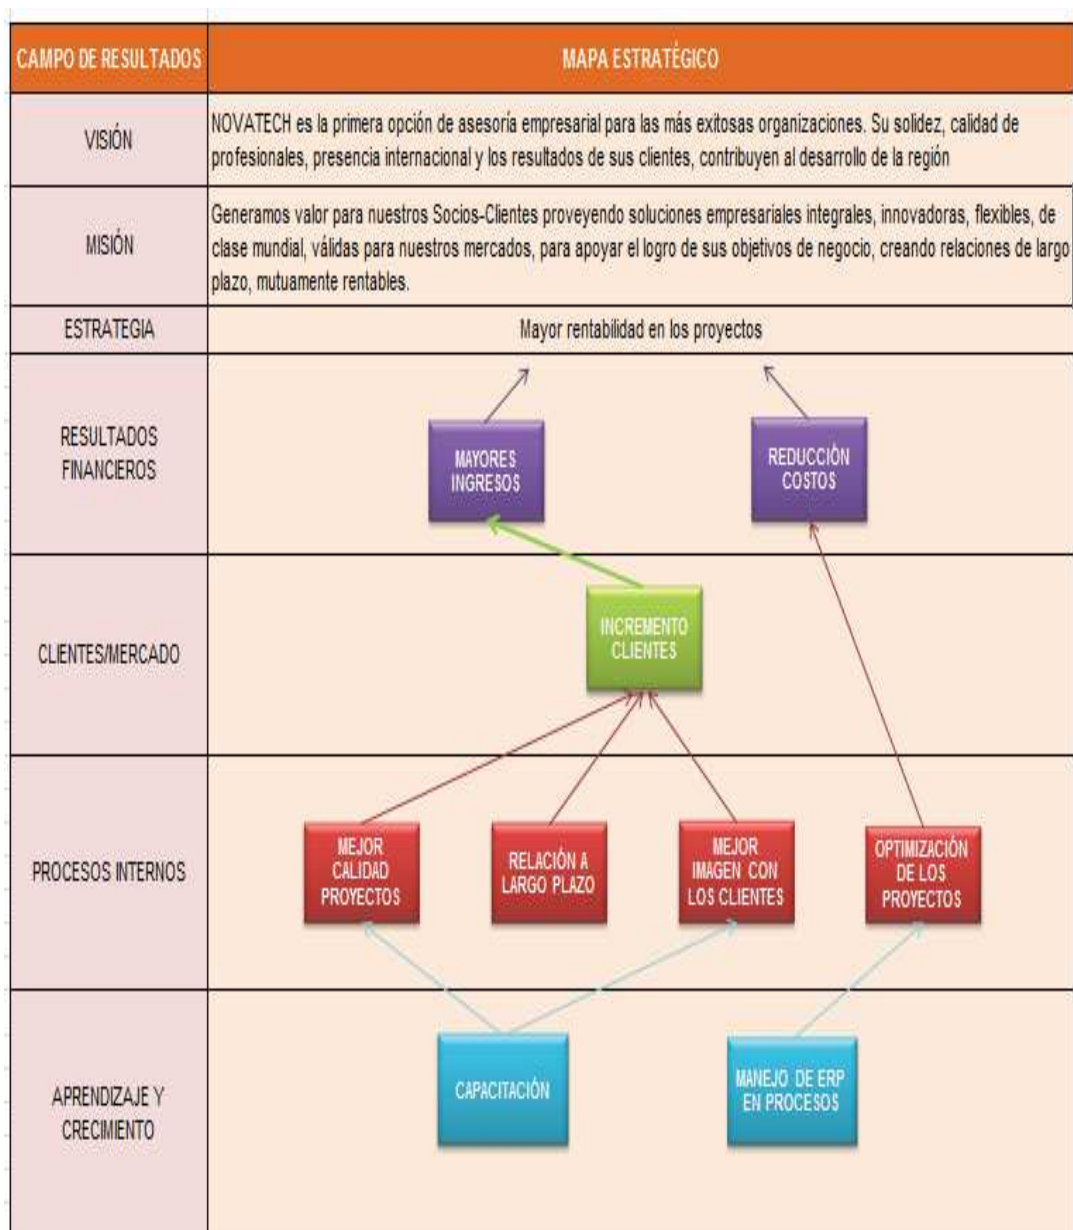 CAMPO DE RESULTADOS
MAPA ESTRATÉGICO
VISIÓN
NOVATECH es la primera opción de asesoría empresarial para las más exitosas organizaciones. Su solidez, calidad de
profesionales, presencia internacional y los resultados de sus clientes, contribuyen al desarrollo de la región
MISIÓN
Generamos valor para nuestros Socios-Clientes proveyendo soluciones empresariales integrales, innovadoras, flexibles, de
clase mundial, válidas para nuestros mercados, para apoyar el logro de sus objetivos de negocio, creando relaciones de largo
plazo, mutuamente rentables.
ESTRATEGIA
Mayor rentabilidad en los proyectos
RESULTADOS
FINANCIEROS
MAYORES
INGRESOS
REDUCCIÓN
COSTOS
CLIENTES/MERCADO
INCREMENTO
CLIENTES
PROCESOS INTERNOS
MEJOR
CALIDAD
PROYECTOS
RELACIÓN A
LARGO PLAZO
MEJOR
IMAGEN CON
LOS CLIENTES
OPTIMIZACIÓN
DE LOS
PROYECTOS
APRENDIZAJE Y
CRECIMIENTO
CAPACITACIÓN
MANEJO DE ERP
EN PROCESOS